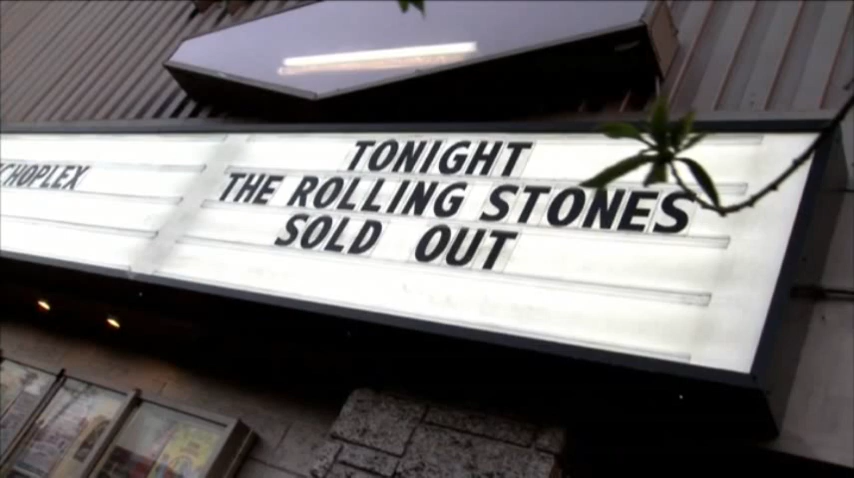 CHOPLEX
TONIGHT
THE ROLLING STONES
SOLD OUT